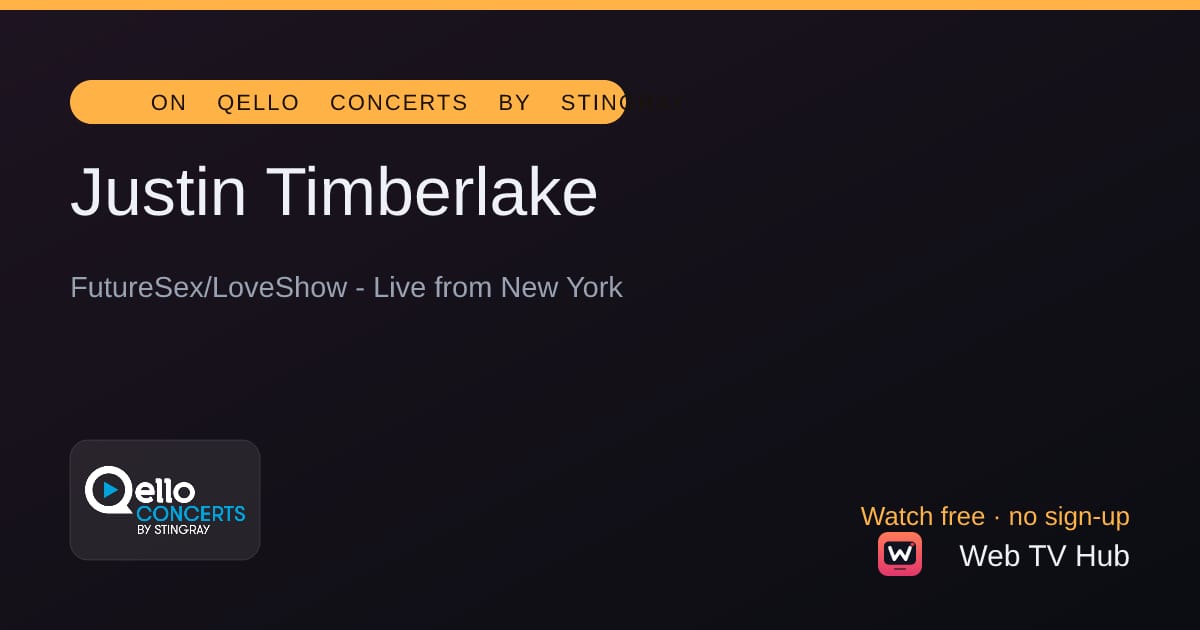 ON QELLO CONCERTS BY STINGRAY
Justin Timberlake
FutureSex/LoveShow - Live from New York
Qello
CONCERTS
BY STINGRAY
Watch free · no sign-up
W
Web TV Hub